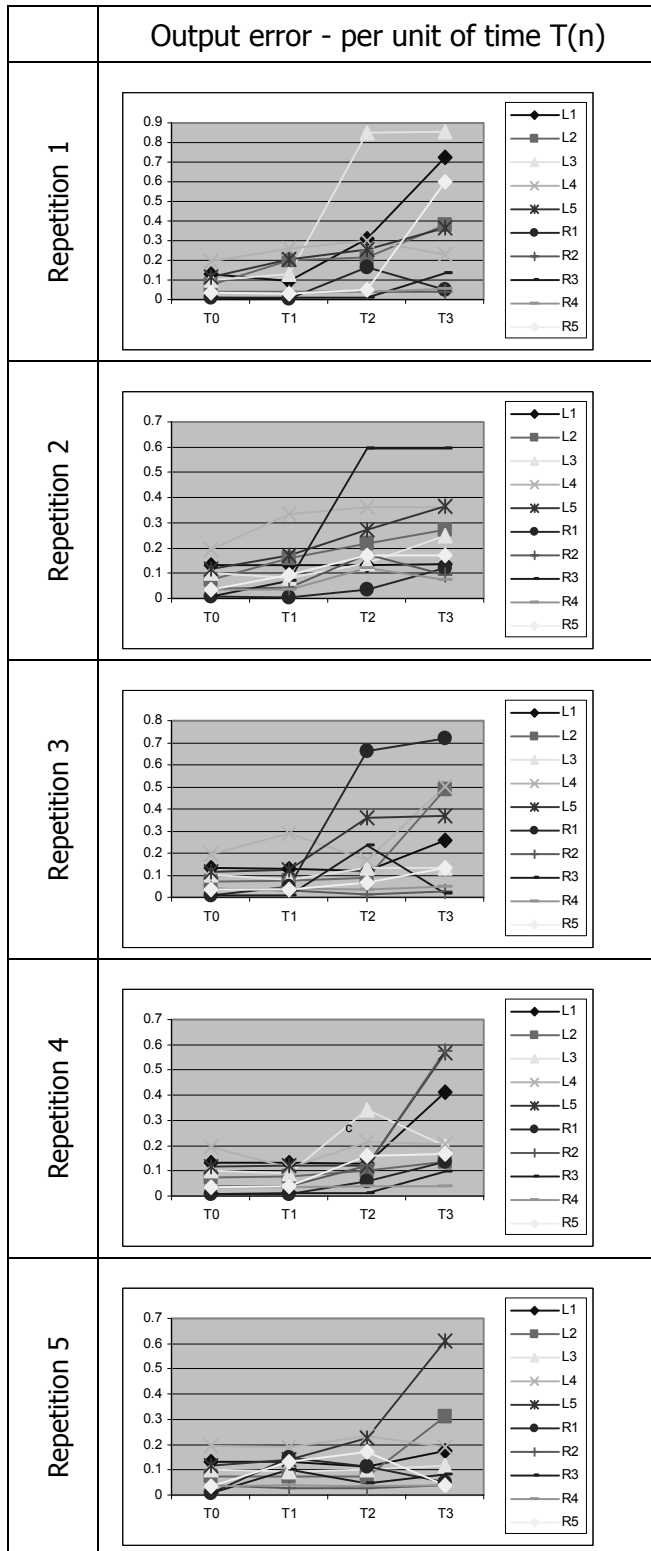 Output error - per unit of time T(n)
Repetition 1
0.9
0.8
0.7
0.6
0.5
0.4
0.3
0.2
0.1
0
T0 T1 T2 T3
L1
L2
L3
L4
L5
R1
R2
R3
R4
R5
Repetition 2
0.7
0.6
0.5
0.4
0.3
0.2
0.1
0
T0 T1 T2 T3
L1
L2
L3
L4
L5
R1
R2
R3
R4
R5
Repetition 3
0.8
0.7
0.6
0.5
0.4
0.3
0.2
0.1
0
T0 T1 T2 T3
L1
L2
L3
L4
L5
R1
R2
R3
R4
R5
Repetition 4
0.7
0.6
0.5
0.4
0.3
0.2
0.1
0
c
T0 T1 T2 T3
L1
L2
L3
L4
L5
R1
R2
R3
R4
R5
Repetition 5
0.7
0.6
0.5
0.4
0.3
0.2
0.1
0
T0 T1 T2 T3
L1
L2
L3
L4
L5
R1
R2
R3
R4
R5